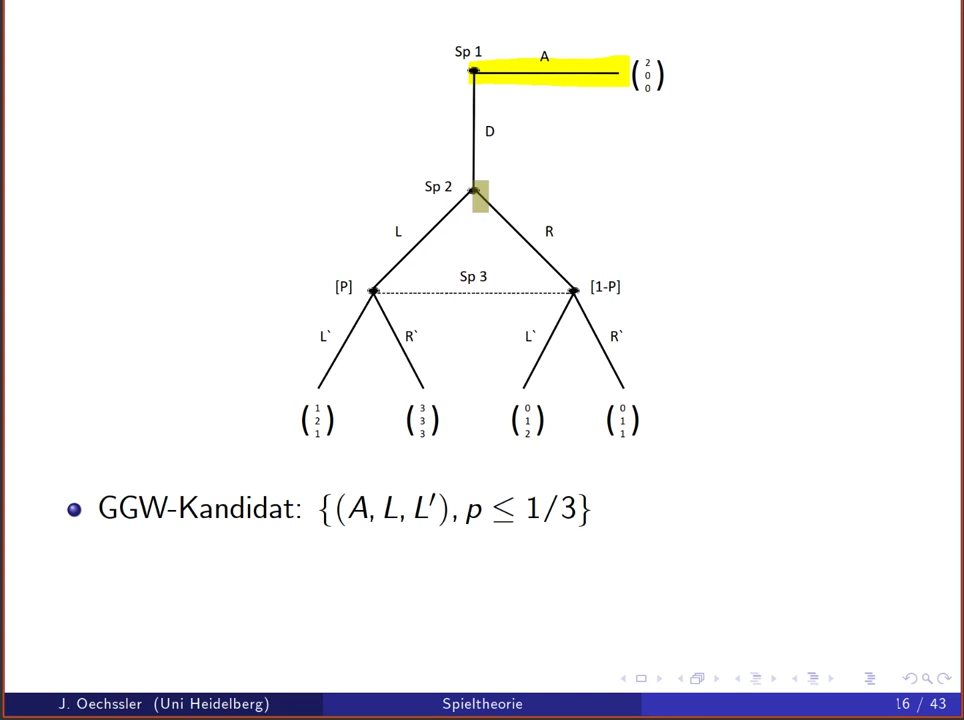 Sp 1
A
( 2 0 0 )
D
Sp 2
L
R
Sp 3
[P]
[1-P]
L`
R`
L`
R`
( 1 2 1 )
( 3 3 3 )
( 0 1 2 )
( 0 1 1 )
GGW-Kandidat: {(A, L, L′), p ≤ 1/3}
J. Oechssler (Uni Heidelberg)
Spieltheorie
16 / 43